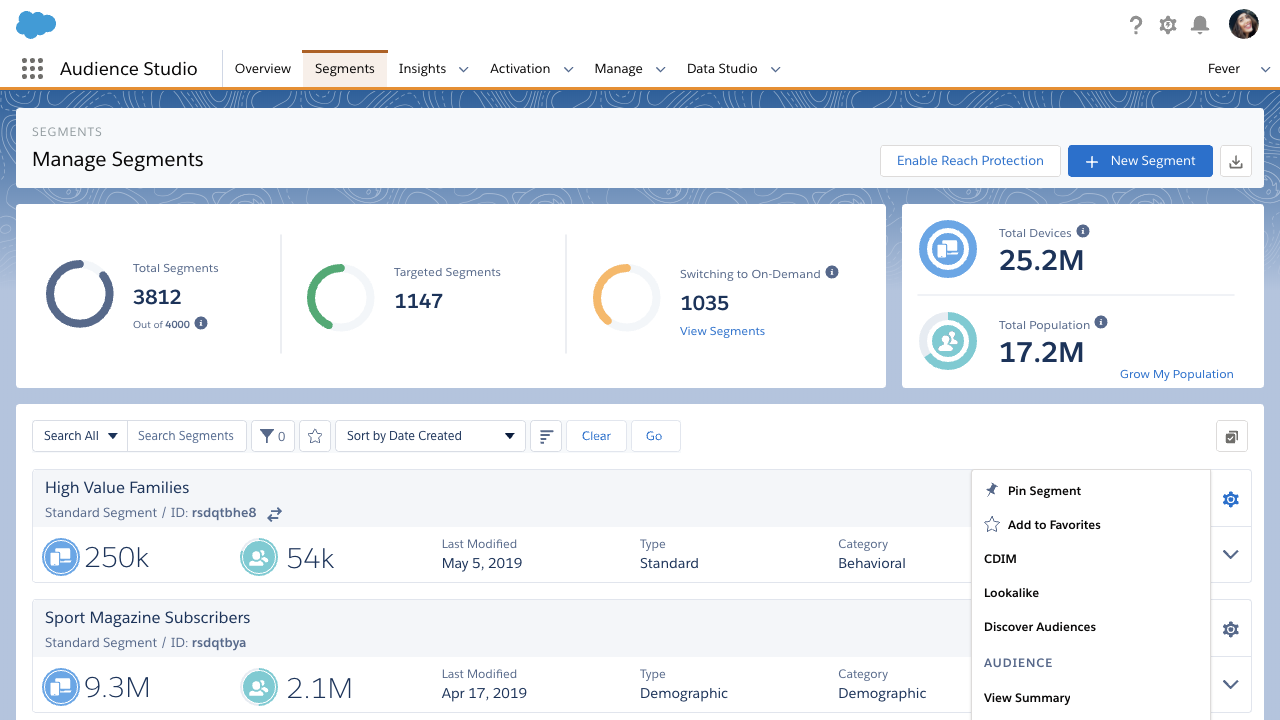 Audience Studio
Overview
Segments
Insights
Activation
Manage
Data Studio
Fever
SEGMENTS
Manage Segments
Enable Reach Protection
New Segment
Total Segments
3812
Out of 4000
Targeted Segments
1147
Switching to On-Demand
1035
View Segments
Total Devices
25.2M
Total Population
17.2M
Grow My Population
Search All
Search Segments
0
Sort by Date Created
Clear
Go
High Value Families
Standard Segment / ID: rsdqtbhe8
250k
54k
Last Modified
May 5, 2019
Type
Standard
Category
Behavioral
Sport Magazine Subscribers
Standard Segment / ID: rsdqtbya
9.3M
2.1M
Last Modified
Apr 17, 2019
Type
Demographic
Category
Demographic
Pin Segment
Add to Favorites
CDIM
Lookalike
Discover Audiences
AUDIENCE
View Summary